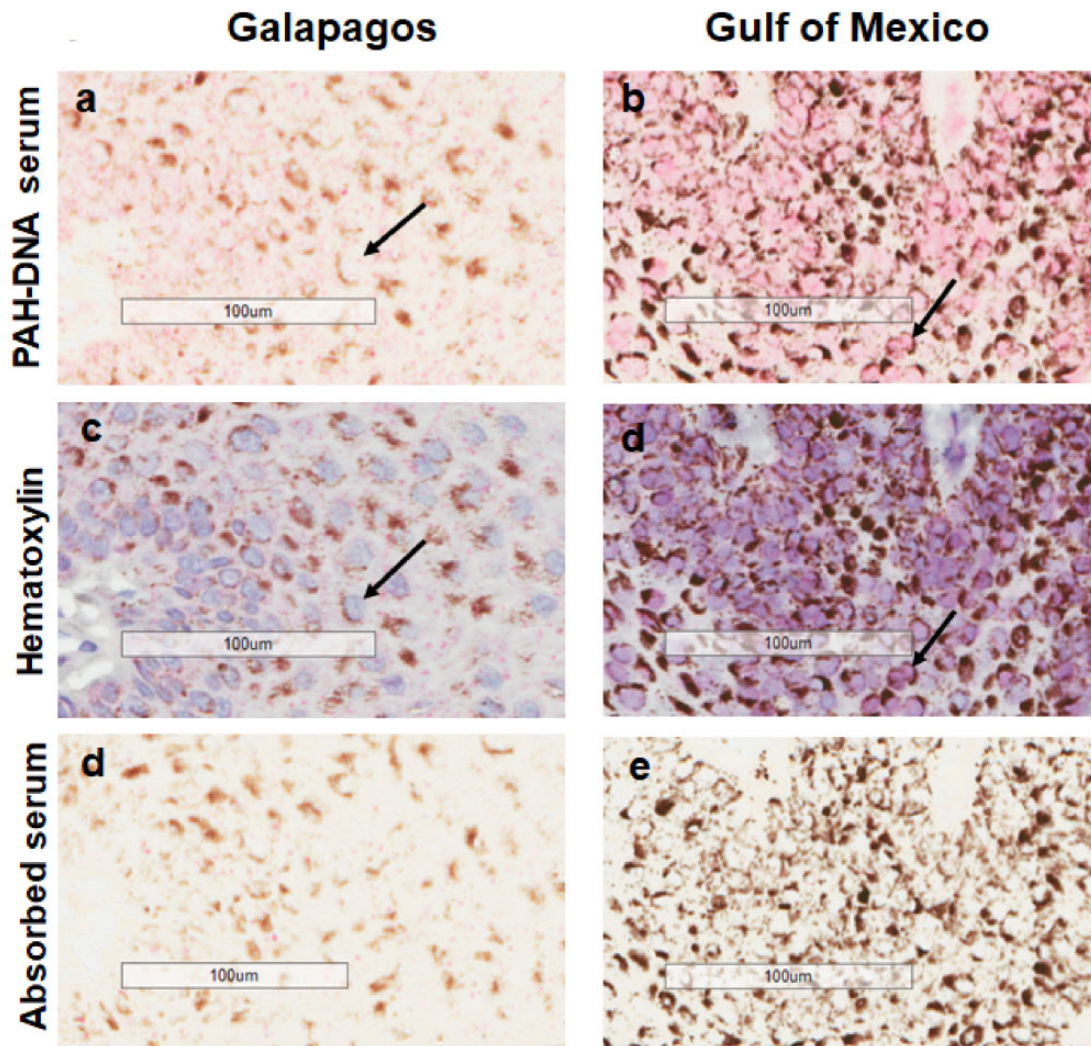 Galapagos
Gulf of Mexico
PAH-DNA serum
a
100um
b
100um
Hematoxylin
c
100um
d
100um
Absorbed serum
d
100um
e
100um